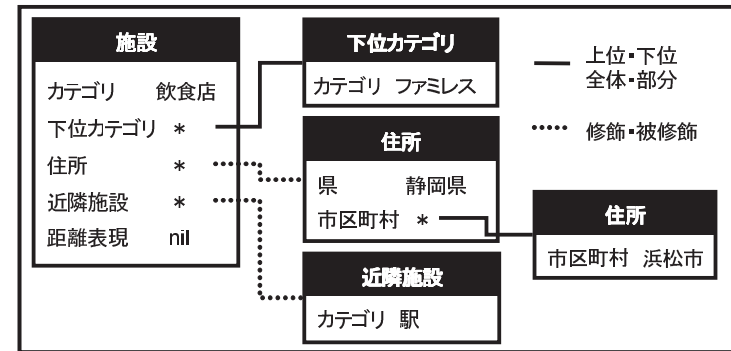 施設
カテゴリ 飲食店
下位カテゴリ *
住所 *
近隣施設 *
距離表現 nil
下位カテゴリ
カテゴリ ファミレス
住所
県 静岡県
市区町村 *
近隣施設
カテゴリ 駅
住所
市区町村 浜松市
上位・下位
全体・部分
修飾・被修飾